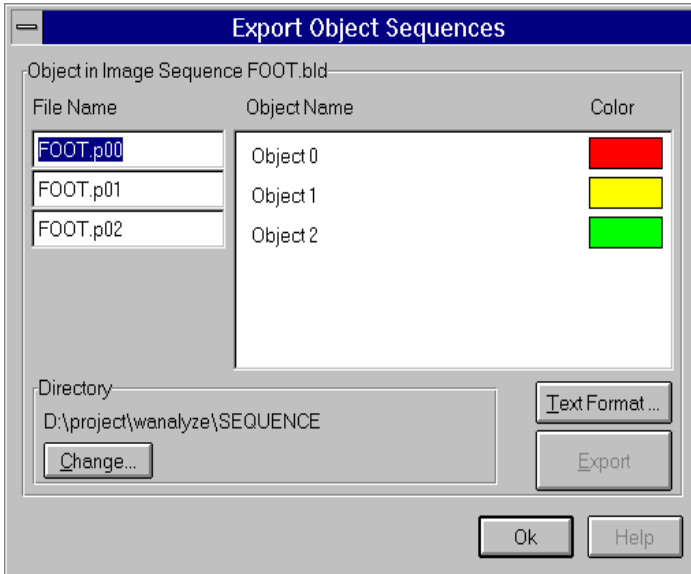 Export Object Sequences
Object in Image Sequence FOOT.bld
File Name Object Name Color
FOOT.p00 Object 0
FOOT.p01 Object 1
FOOT.p02 Object 2
Directory
D:\project\wanalyze\SEQUENCE
Change...
Text Format ...
Export
Ok Help